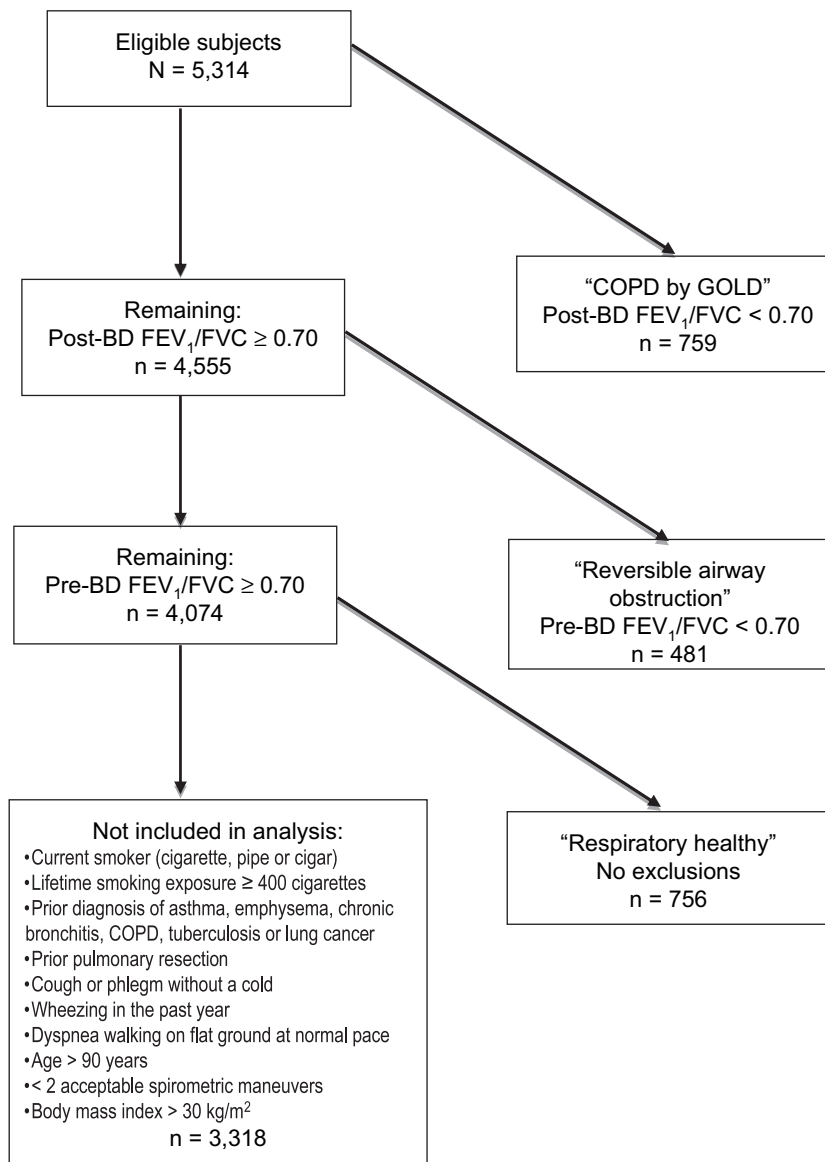 Eligible subjects
N = 5,314
“COPD by GOLD”
Post-BD FEV₁/FVC < 0.70
n = 759
Remaining:
Post-BD FEV₁/FVC ≥ 0.70
n = 4,555
Remaining:
Pre-BD FEV₁/FVC ≥ 0.70
n = 4,074
“Reversible airway
obstruction”
Pre-BD FEV₁/FVC < 0.70
n = 481
Not included in analysis:
•Current smoker (cigarette, pipe or cigar)
•Lifetime smoking exposure ≥ 400 cigarettes
•Prior diagnosis of asthma, emphysema, chronic
bronchitis, COPD, tuberculosis or lung cancer
•Prior pulmonary resection
•Cough or phlegm without a cold
•Wheezing in the past year
•Dyspnea walking on flat ground at normal pace
•Age > 90 years
•< 2 acceptable spirometric maneuvers
•Body mass index > 30 kg/m²
n = 3,318
“Respiratory healthy”
No exclusions
n = 756